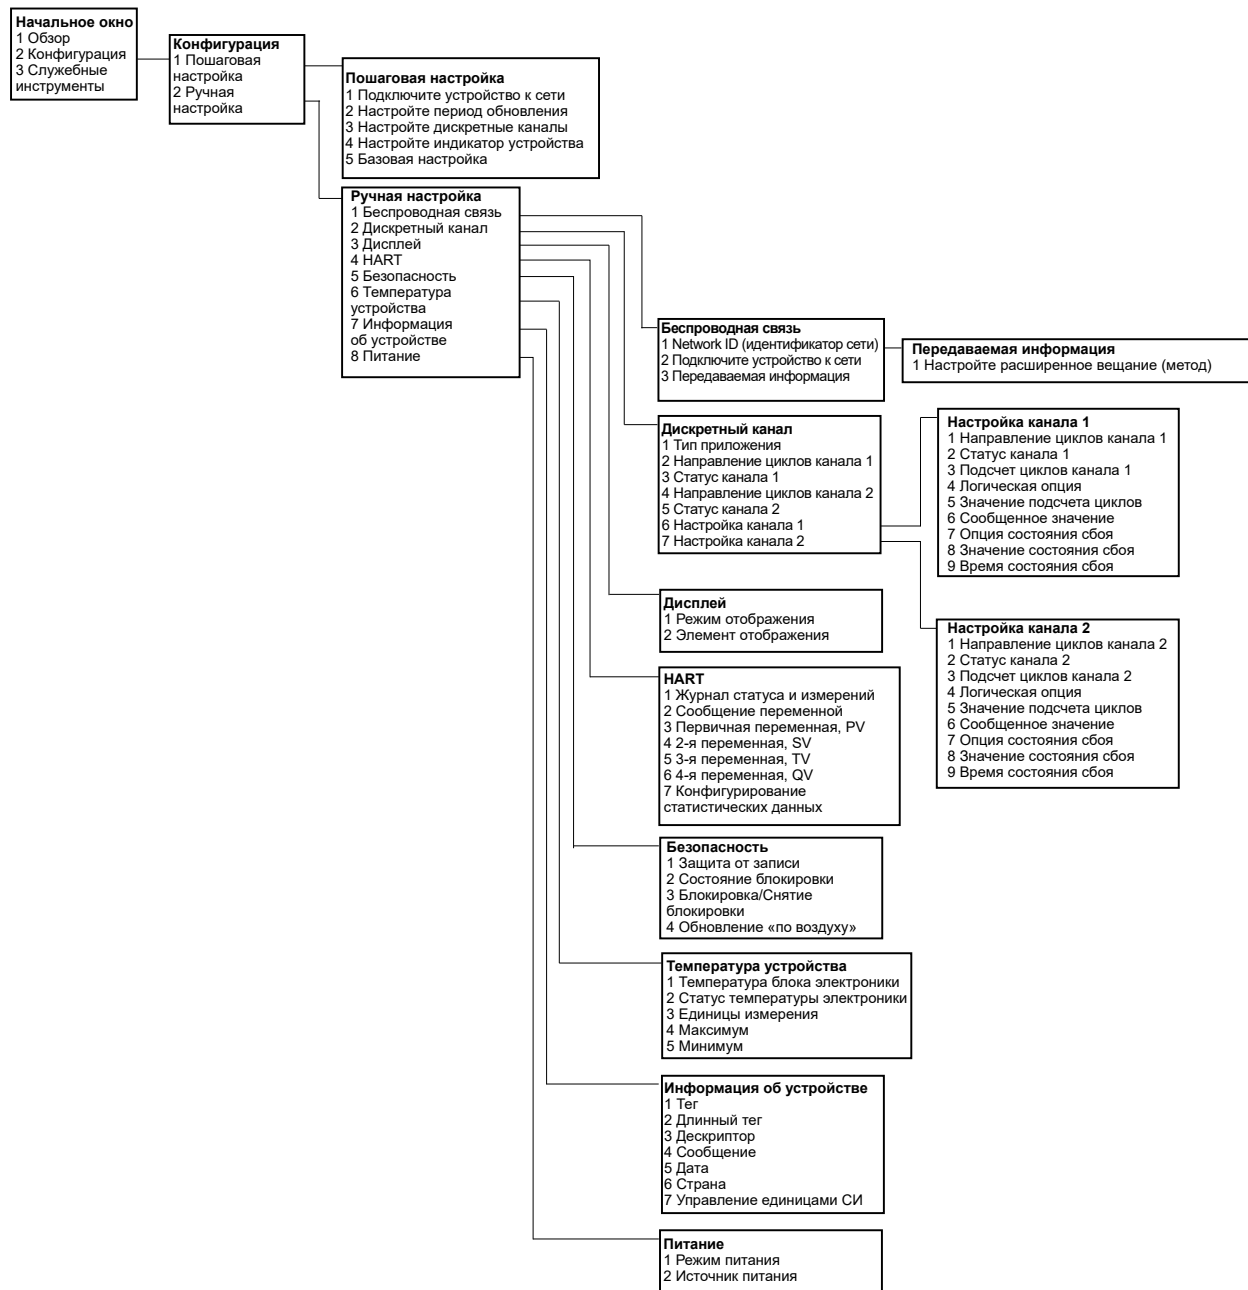 Начальное окно
1 Обзор
2 Конфигурация
3 Служебные
инструменты
Конфигурация
1 Пошаговая
настройка
2 Ручная
настройка
Пошаговая настройка
1 Подключите устройство к сети
2 Настройте период обновления
3 Настройте дискретные каналы
4 Настройте индикатор устройства
5 Базовая настройка
Ручная настройка
1 Беспроводная связь
2 Дискретный канал
3 Дисплей
4 HART
5 Безопасность
6 Температура
устройства
7 Информация
об устройстве
8 Питание
Беспроводная связь
1 Network ID (идентификатор сети)
2 Подключите устройство к сети
3 Передаваемая информация
Передаваемая информация
1 Настройте расширенное вещание (метод)
Дискретный канал
1 Тип приложения
2 Направление циклов канала 1
3 Статус канала 1
4 Направление циклов канала 2
5 Статус канала 2
6 Настройка канала 1
7 Настройка канала 2
Настройка канала 1
1 Направление циклов канала 1
2 Статус канала 1
3 Подсчет циклов канала 1
4 Логическая опция
5 Значение подсчета циклов
6 Сообщенное значение
7 Опция состояния сбоя
8 Значение состояния сбоя
9 Время состояния сбоя
Настройка канала 2
1 Направление циклов канала 2
2 Статус канала 2
3 Подсчет циклов канала 2
4 Логическая опция
5 Значение подсчета циклов
6 Сообщенное значение
7 Опция состояния сбоя
8 Значение состояния сбоя
9 Время состояния сбоя
Дисплей
1 Режим отображения
2 Элемент отображения
HART
1 Журнал статуса и измерений
2 Сообщение переменной
3 Первичная переменная, PV
4 2-я переменная, SV
5 3-я переменная, TV
6 4-я переменная, QV
7 Конфигурирование
статистических данных
Безопасность
1 Защита от записи
2 Состояние блокировки
3 Блокировка/Снятие
блокировки
4 Обновление «по воздуху»
Температура устройства
1 Температура блока электроники
2 Статус температуры электроники
3 Единицы измерения
4 Максимум
5 Минимум
Информация об устройстве
1 Тег
2 Длинный тег
3 Дескриптор
4 Сообщение
5 Дата
6 Страна
7 Управление единицами СИ
Питание
1 Режим питания
2 Источник питания